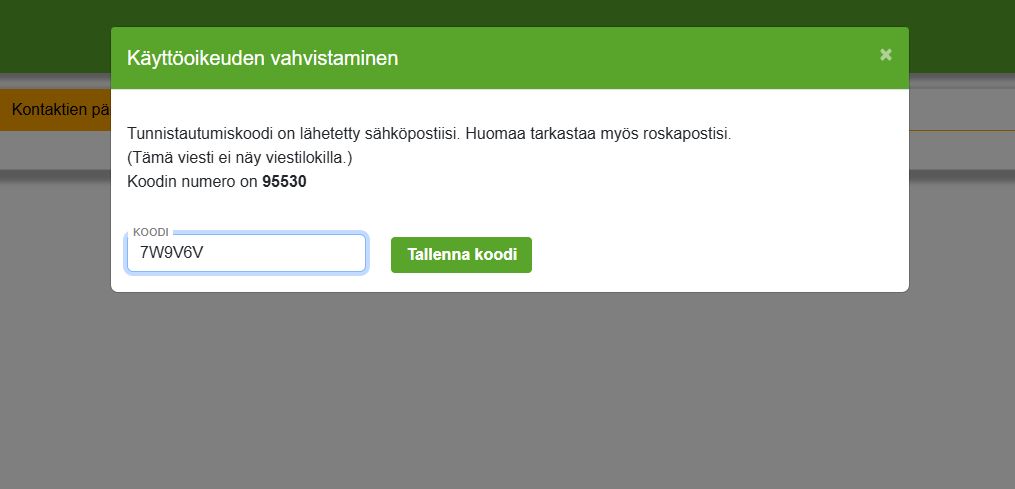 Käyttöoikeuden vahvistaminen
×
Kontaktien pä
Tunnistautumiskoodi on lähetetty sähköpostiisi. Huomaa tarkastaa myös roskapostisi.
(Tämä viesti ei näy viestilokilla.)
Koodin numero on 95530
KOODI
7W9V6V
Tallenna koodi